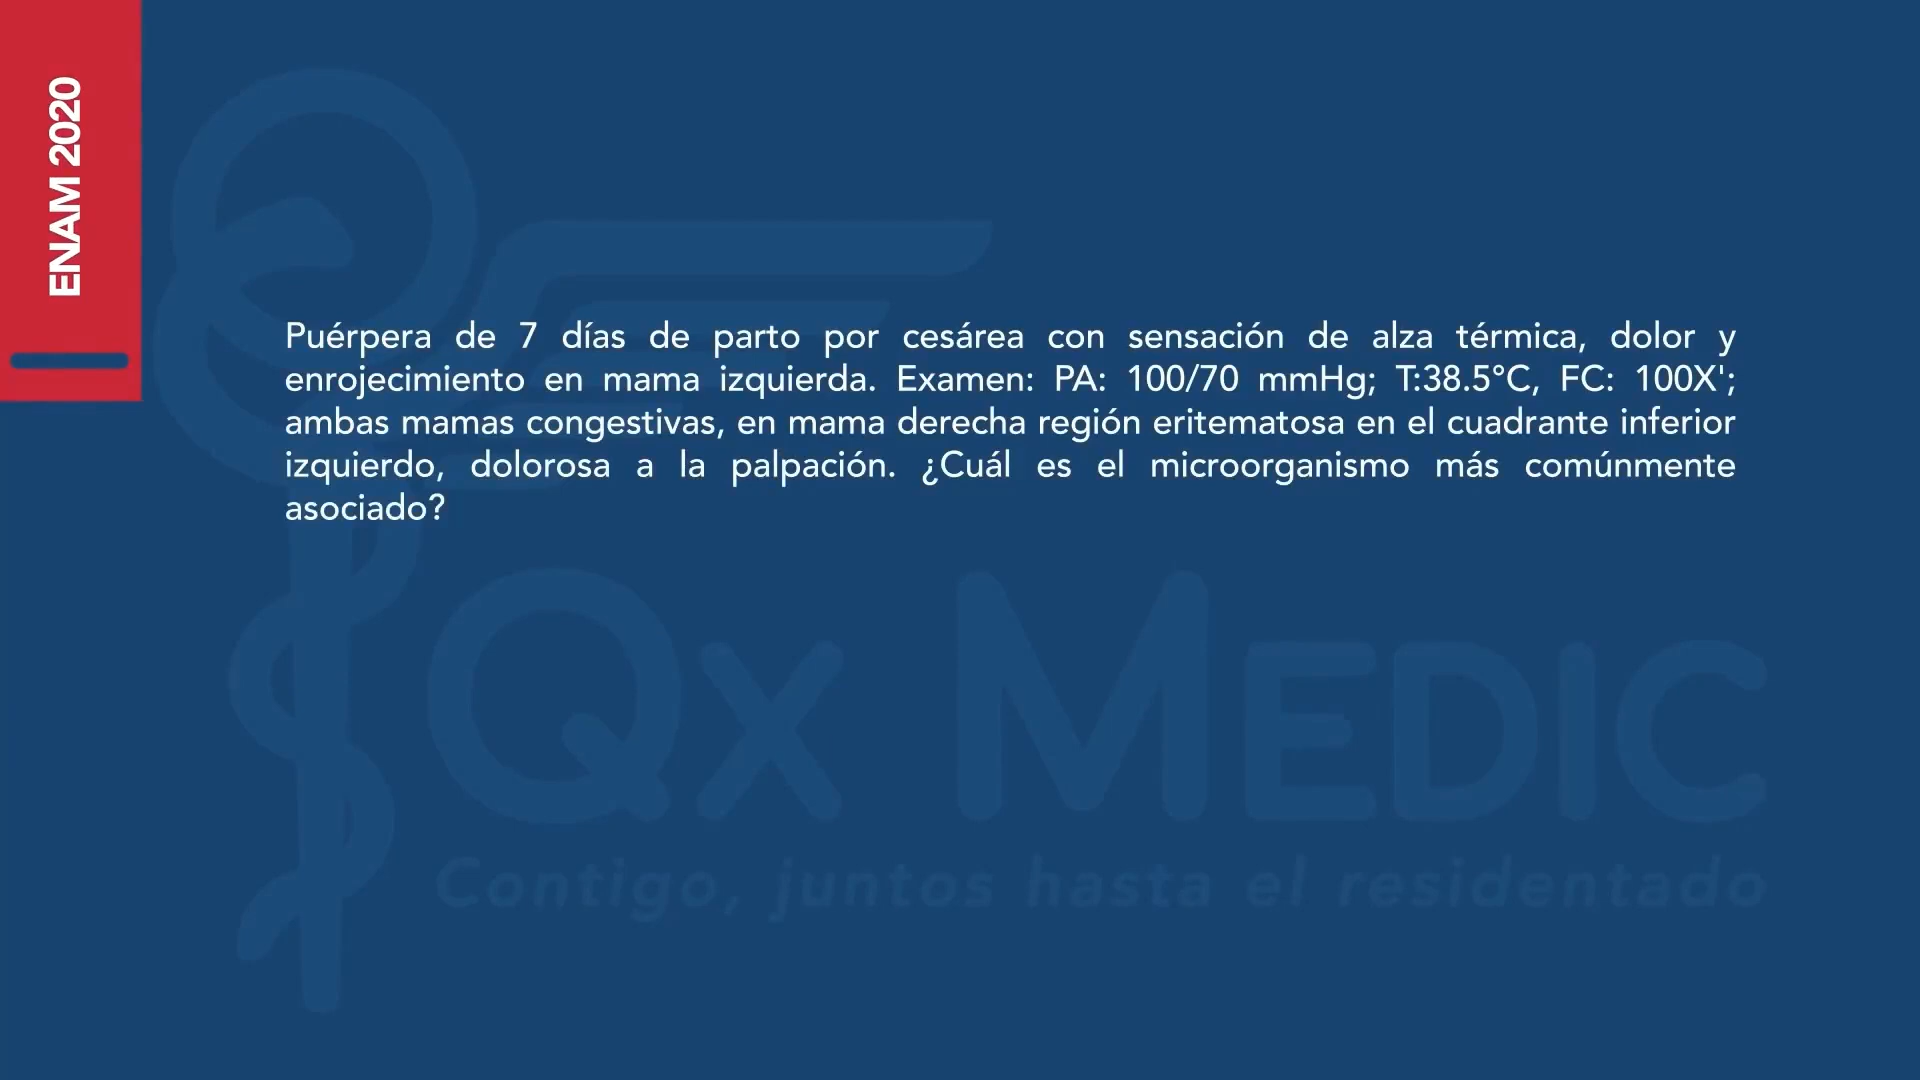 ENAM 2020
Puérpera de 7 días de parto por cesárea con sensación de alza térmica, dolor y
enrojecimiento en mama izquierda. Examen: PA: 100/70 mmHg; T:38.5°C, FC: 100X';
ambas mamas congestivas, en mama derecha región eritematosa en el cuadrante inferior
izquierdo, dolorosa a la palpación. ¿Cuál es el microorganismo más comúnmente
asociado?
QX MEDIC
Contigo, juntos hasta el residentado